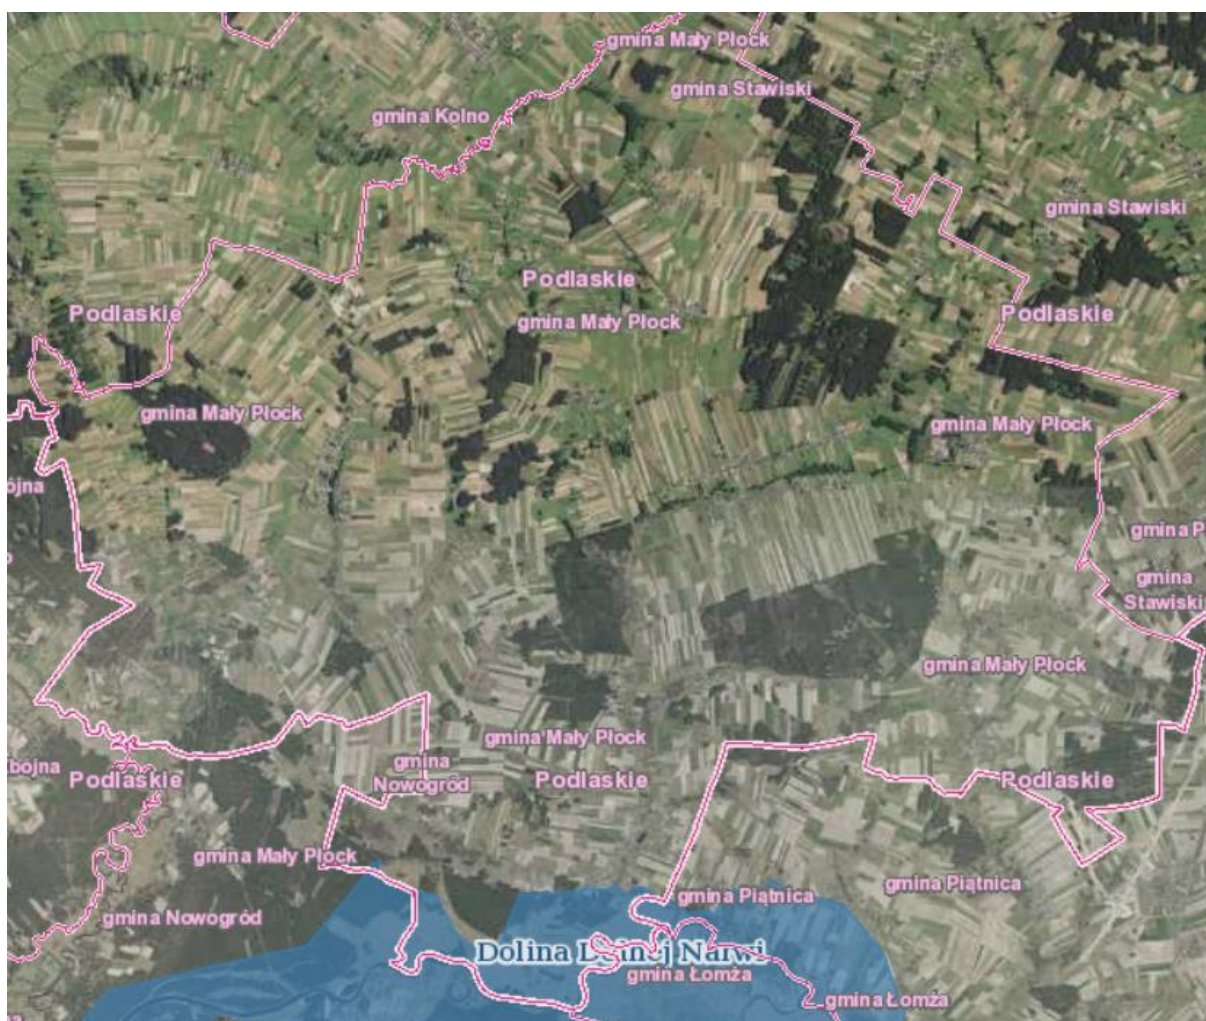 gmina Mały Płock
gmina Stawiski
gmina Kolno
gmina Stawiski
Podlaskie
Podlaskie
Podlaskie
gmina Mały Płock
gmina Mały Płock
gmina Mały Płock
ójna
gmina P
gmina
Stawiski
gmina Mały Płock
gmina Mały Płock
gmina
Nowogród
bójna
Podlaskie
Podlaskie
Podlaskie
gmina Mały Płock
gmina Piątnica
gmina Piątnica
gmina Nowogród
Dolina Dolnej Narwi
gmina Łomża
gmina Łomża